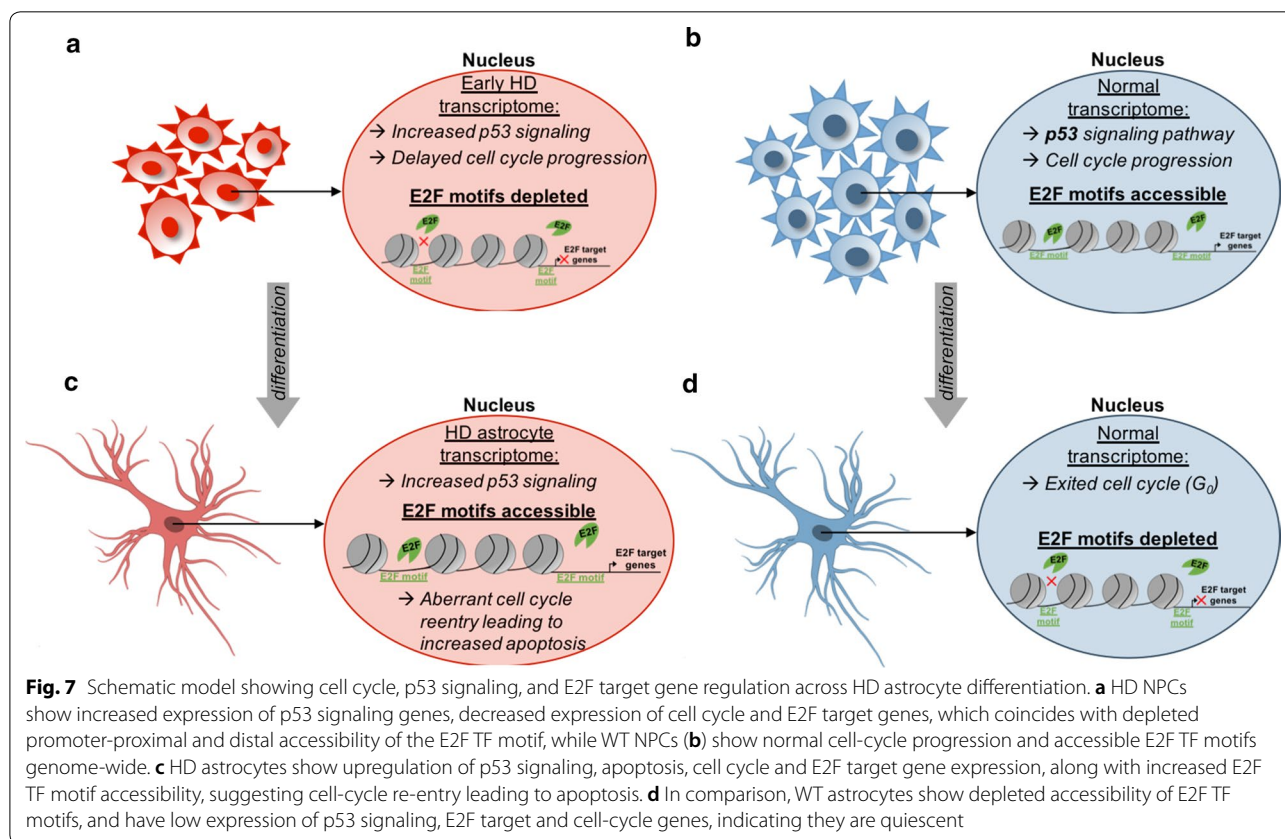 a
Nucleus
Early HD
transcriptome:
→ Increased p53 signaling
→ Delayed cell cycle progression
E2F motifs depleted
E2F
E2F
E2F target
genes
E2F
motif
E2F
motif
b
Nucleus
Normal
transcriptome:
→ p53 signaling pathway
→ Cell cycle progression
E2F motifs accessible
E2F
E2F
E2F target
genes
E2F motif
E2F motif
differentiation
differentiation
c
Nucleus
HD astrocyte
transcriptome:
→ Increased p53 signaling
E2F motifs accessible
E2F
E2F
E2F target
genes
E2F motif
E2F motif
→ Aberrant cell cycle
reentry leading to
increased apoptosis
d
Nucleus
Normal
transcriptome:
→ Exited cell cycle (G₀)
E2F motifs depleted
E2F
E2F
E2F target
genes
E2F
motif
E2F
motif
Fig. 7 Schematic model showing cell cycle, p53 signaling, and E2F target gene regulation across HD astrocyte differentiation. a HD NPCs
show increased expression of p53 signaling genes, decreased expression of cell cycle and E2F target genes, which coincides with depleted
promoter-proximal and distal accessibility of the E2F TF motif, while WT NPCs (b) show normal cell-cycle progression and accessible E2F TF motifs
genome-wide. c HD astrocytes show upregulation of p53 signaling, apoptosis, cell cycle and E2F target gene expression, along with increased E2F
TF motif accessibility, suggesting cell-cycle re-entry leading to apoptosis. d In comparison, WT astrocytes show depleted accessibility of E2F TF
motifs, and have low expression of p53 signaling, E2F target and cell-cycle genes, indicating they are quiescent